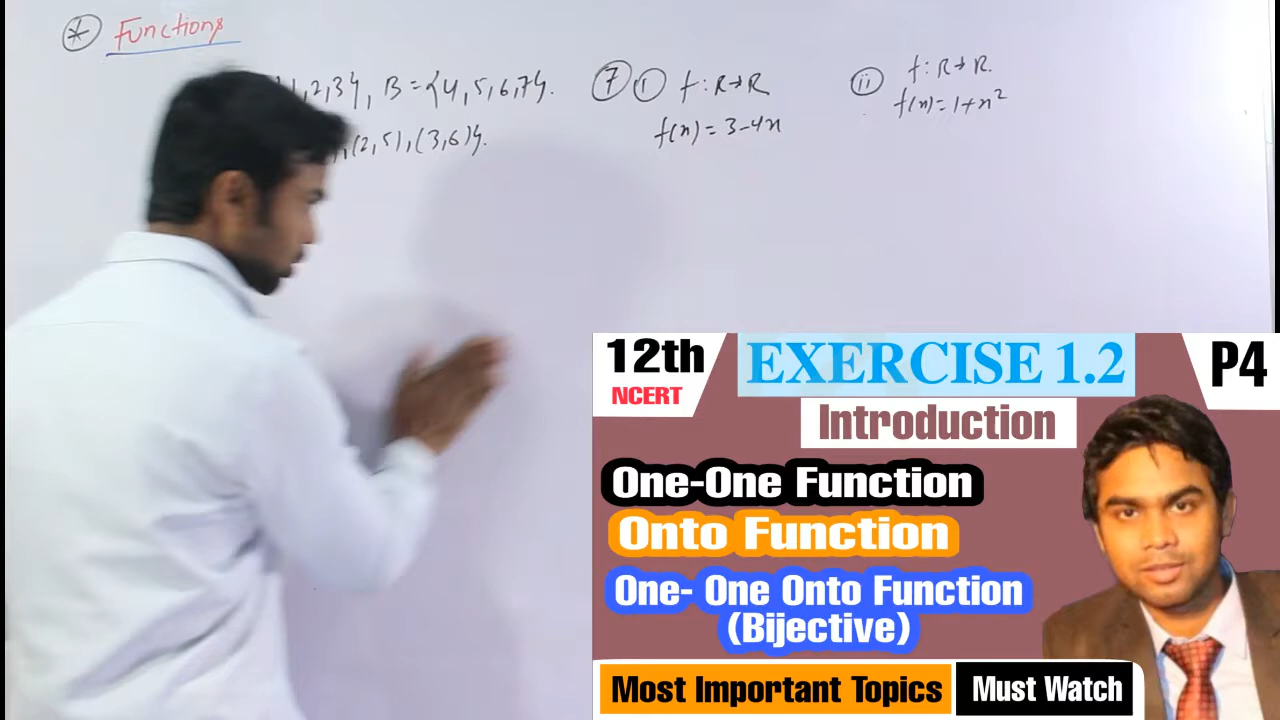 * Functions
1, 2, 3}, B = {4, 5, 6, 7}.
, (2, 5), (3, 6)}.
7 i f : R→R
f(x) = 3-4x
ii f : R→R.
f(x) = 1+x²
12th
NCERT
EXERCISE 1.2
P4
Introduction
One-One Function
Onto Function
One- One Onto Function
(Bijective)
Most Important Topics
Must Watch